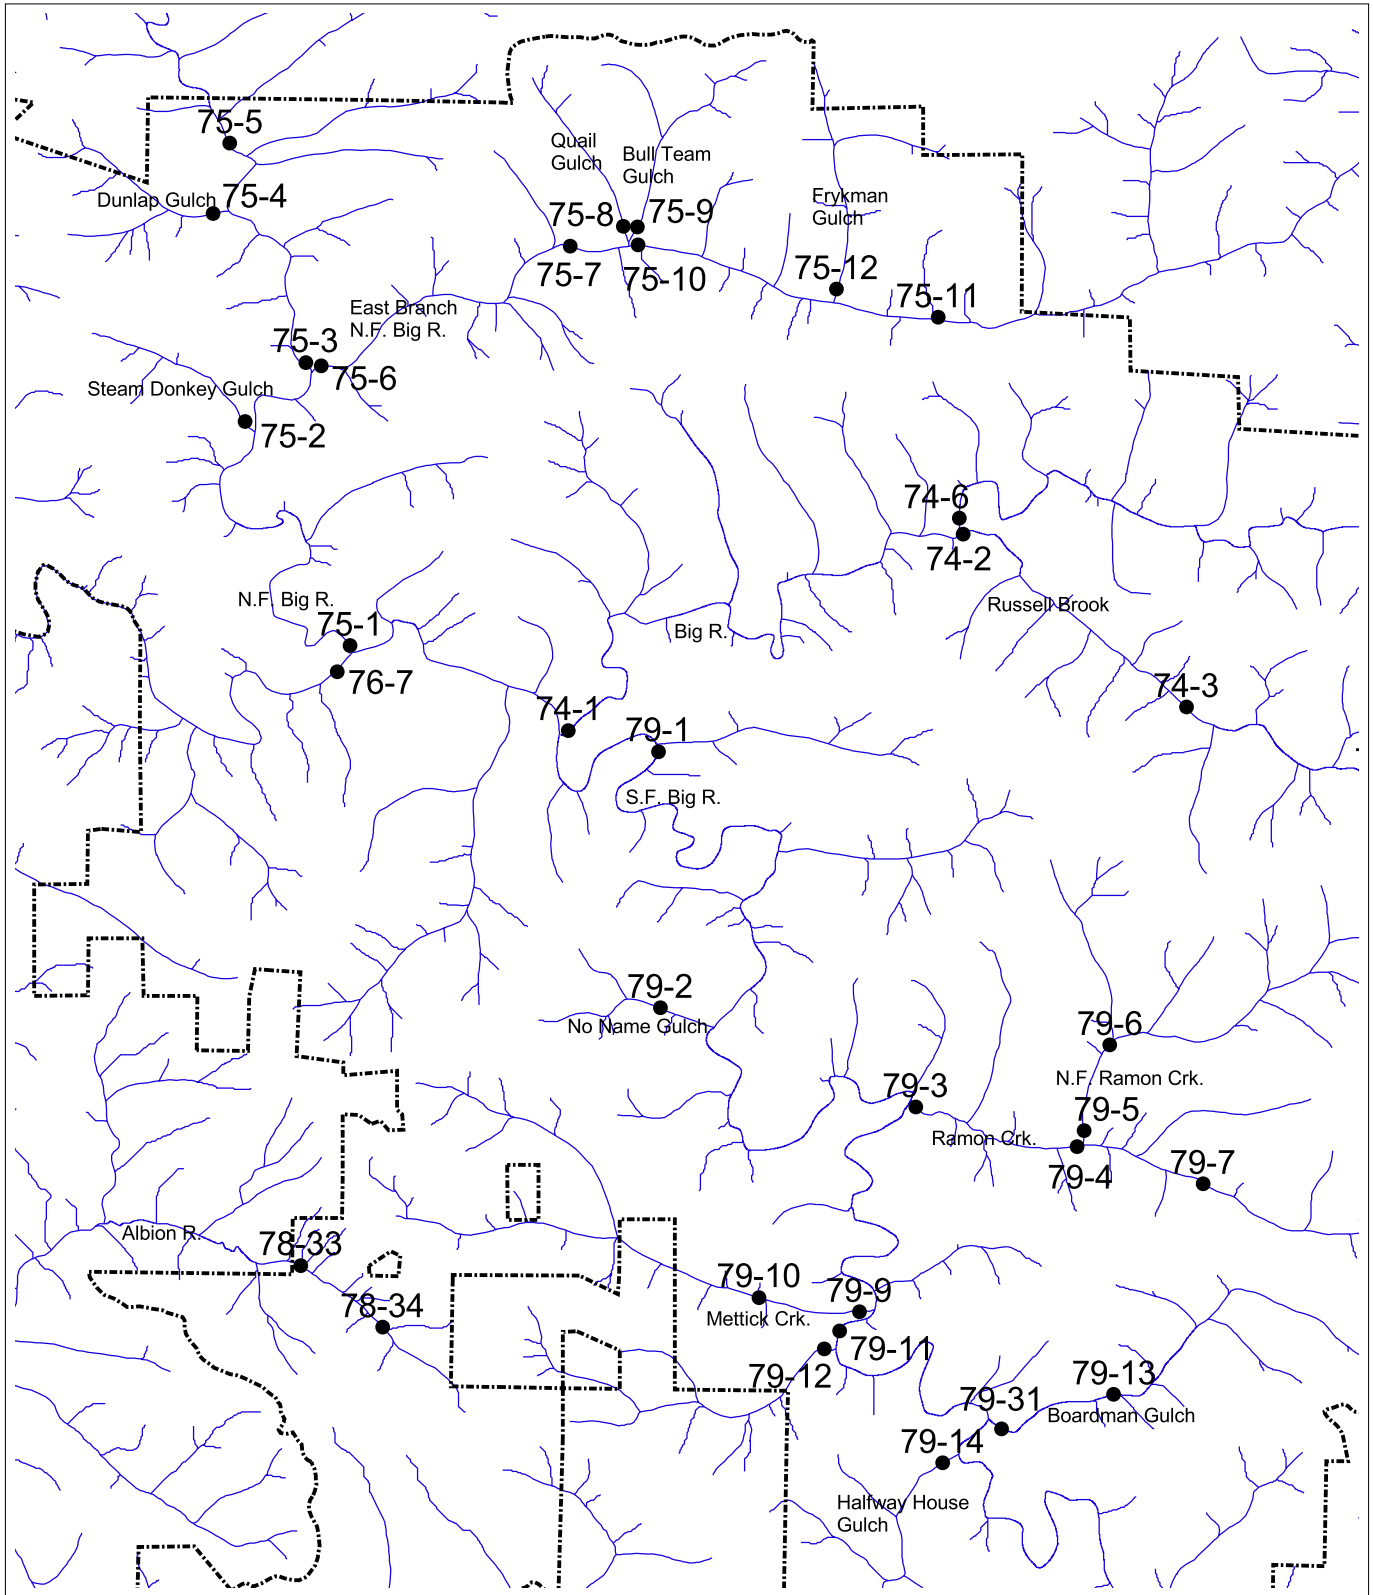 75-5
Quail
Gulch
Bull Team
Gulch
Dunlap Gulch
75-4
Frykman
Gulch
75-8
75-9
75-7
75-10
75-12
75-11
East Branch
N.F. Big R.
75-3
75-6
Steam Donkey Gulch
75-2
74-6
74-2
N.F. Big R.
75-1
Big R.
Russell Brook
76-7
74-3
74-1
79-1
S.F. Big R.
79-2
No Name Gulch
79-6
N.F. Ramon Crk.
79-3
79-5
Ramon Crk.
79-4
79-7
Albion R.
78-33
79-10
79-9
78-34
Mettick Crk.
79-11
79-12
79-13
79-31
Boardman Gulch
79-14
Halfway House
Gulch